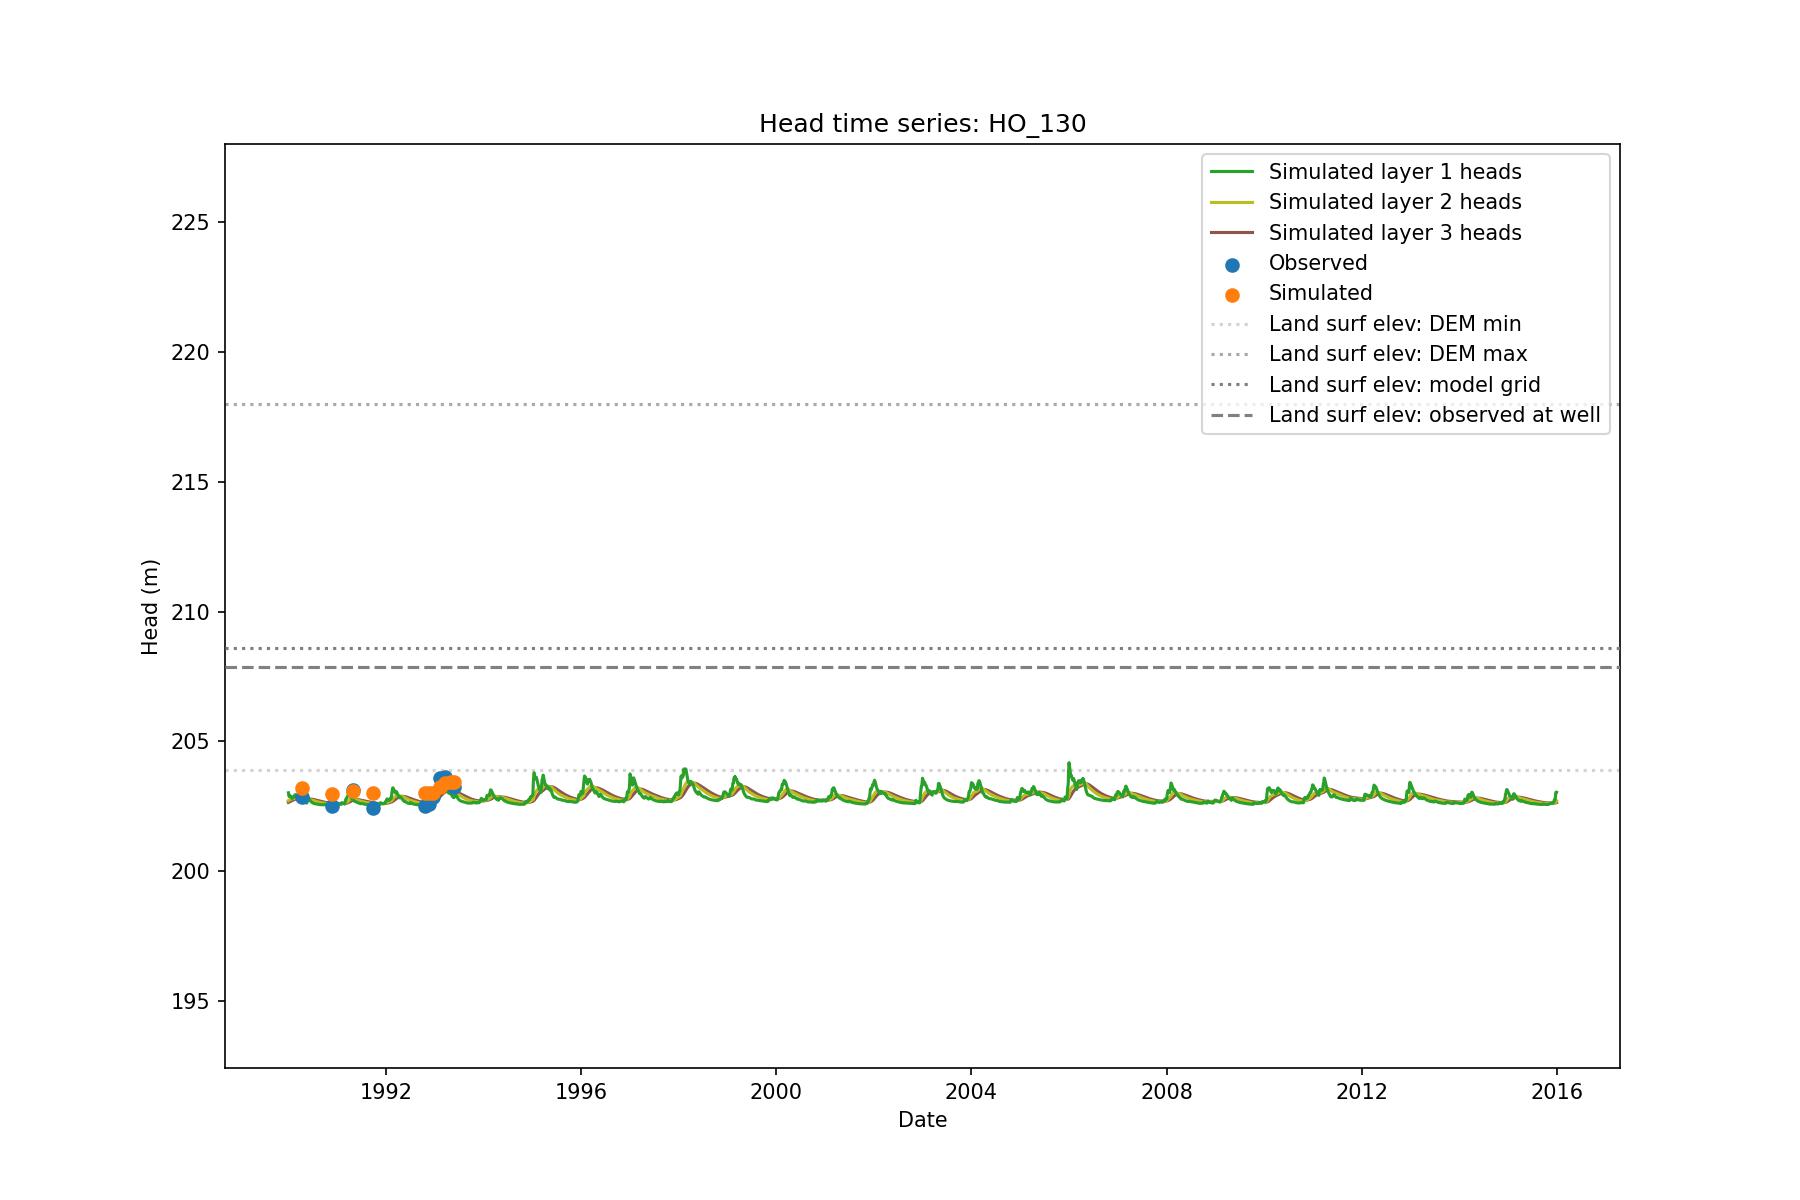 Head time series: HO_130
Simulated layer 1 heads
Simulated layer 2 heads
Simulated layer 3 heads
Observed
Simulated
Land surf elev: DEM min
Land surf elev: DEM max
Land surf elev: model grid
Land surf elev: observed at well
225
220
215
210
205
200
195
Head (m)
1992 1996 2000 2004 2008 2012 2016
Date